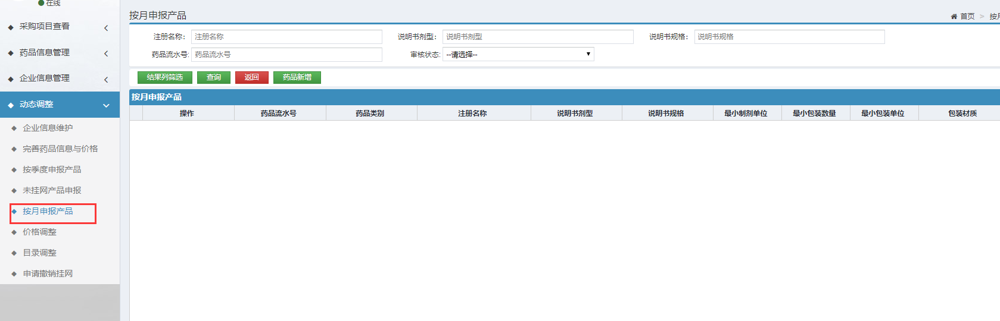 在线
采购项目查看
药品信息管理
企业信息管理
动态调整
企业信息维护
完善药品信息与价格
按季度申报产品
未挂网产品申报
按月申报产品
价格调整
目录调整
申请撤销挂网
按月申报产品
首页 > 按月
注册名称: 注册名称 说明书剂型: 说明书剂型 说明书规格: 说明书规格
药品流水号: 药品流水号 审核状态: --请选择--
结果列筛选 查询 返回 药品新增
按月申报产品
操作 药品流水号 药品类别 注册名称 说明书剂型 说明书规格 最小制剂单位 最小包装数量 最小包装单位 包装材质